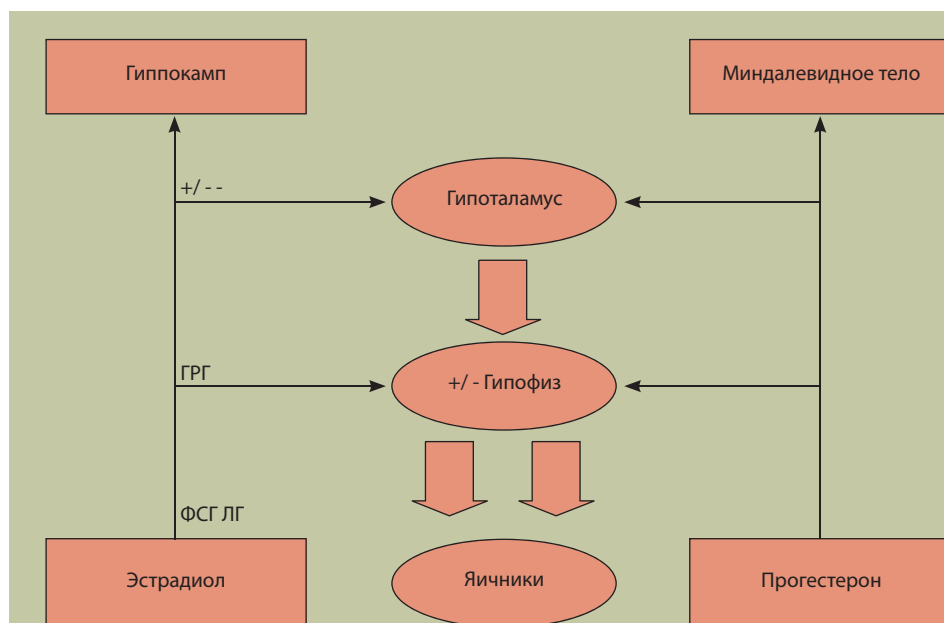 Гиппокамп
Миндалевидное тело
+/ - -
Гипоталамус
ГРГ
+/ - Гипофиз
ФСГ ЛГ
Эстрадиол
Яичники
Прогестерон